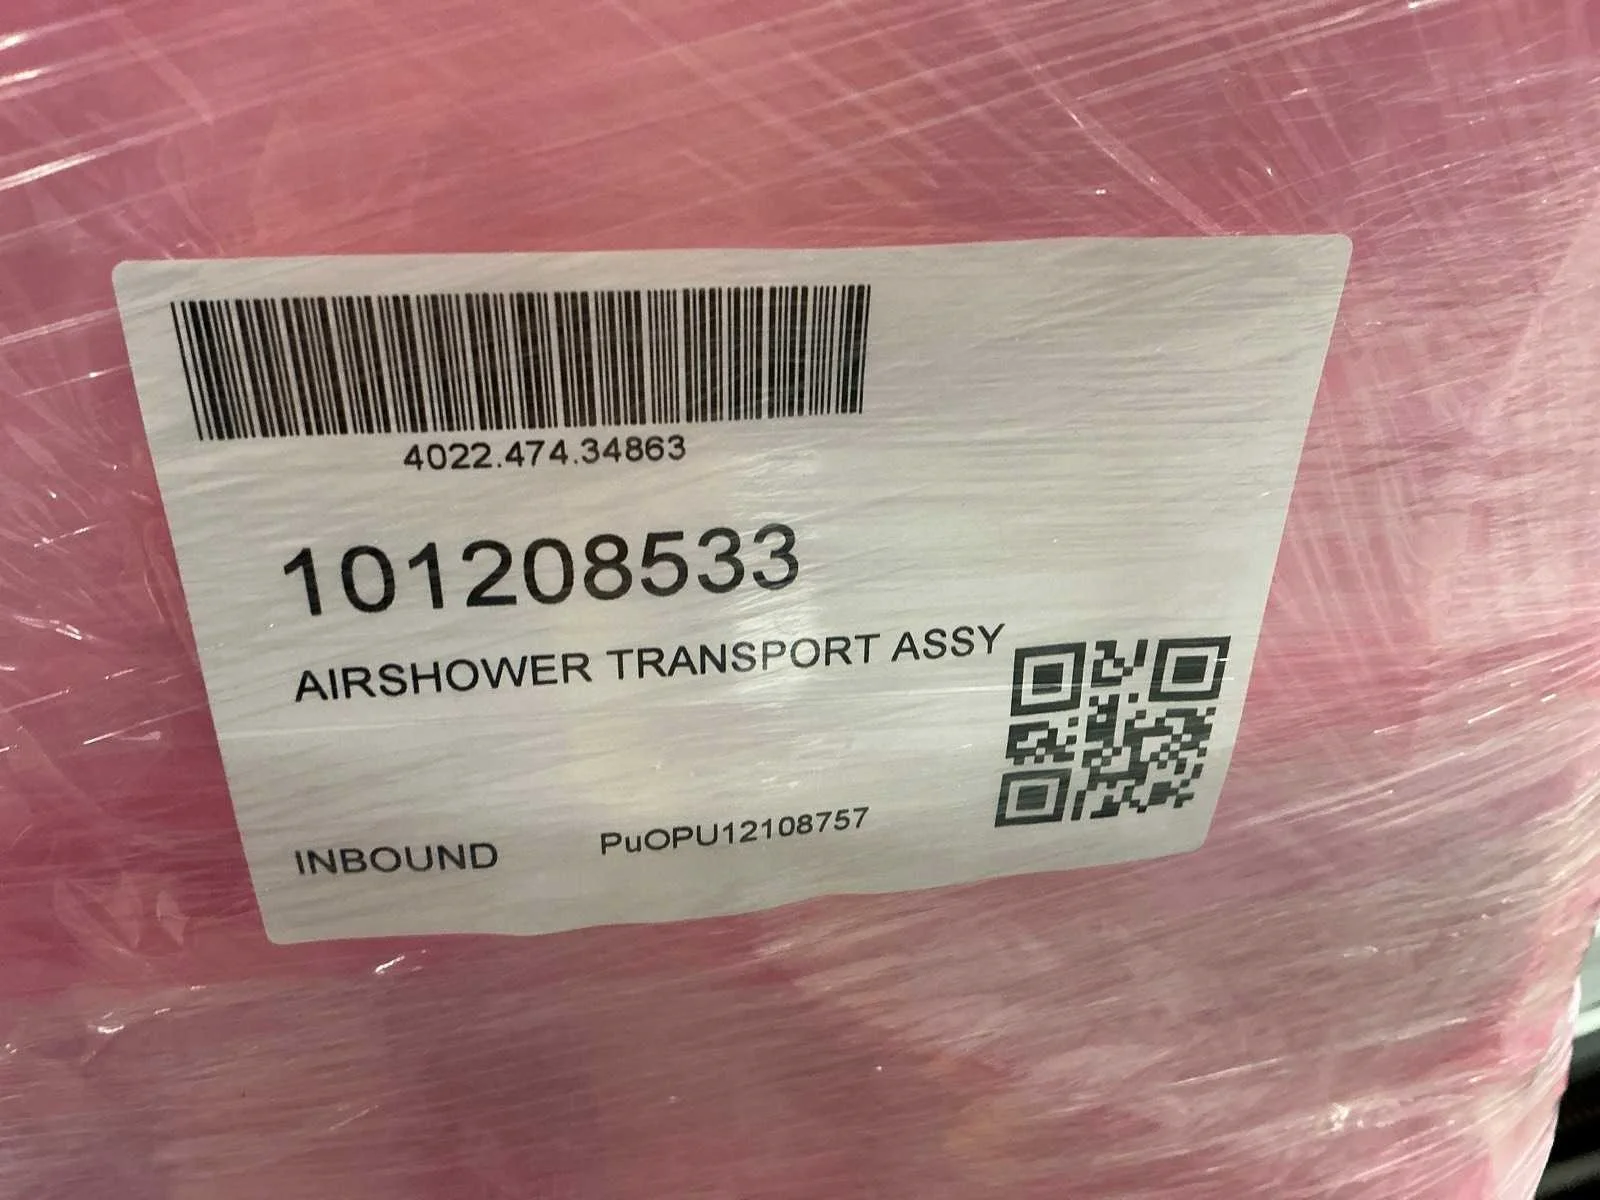 4022.474.34863
101208533
AIRSHOWER TRANSPORT ASSY
INBOUND PuOPU12108757